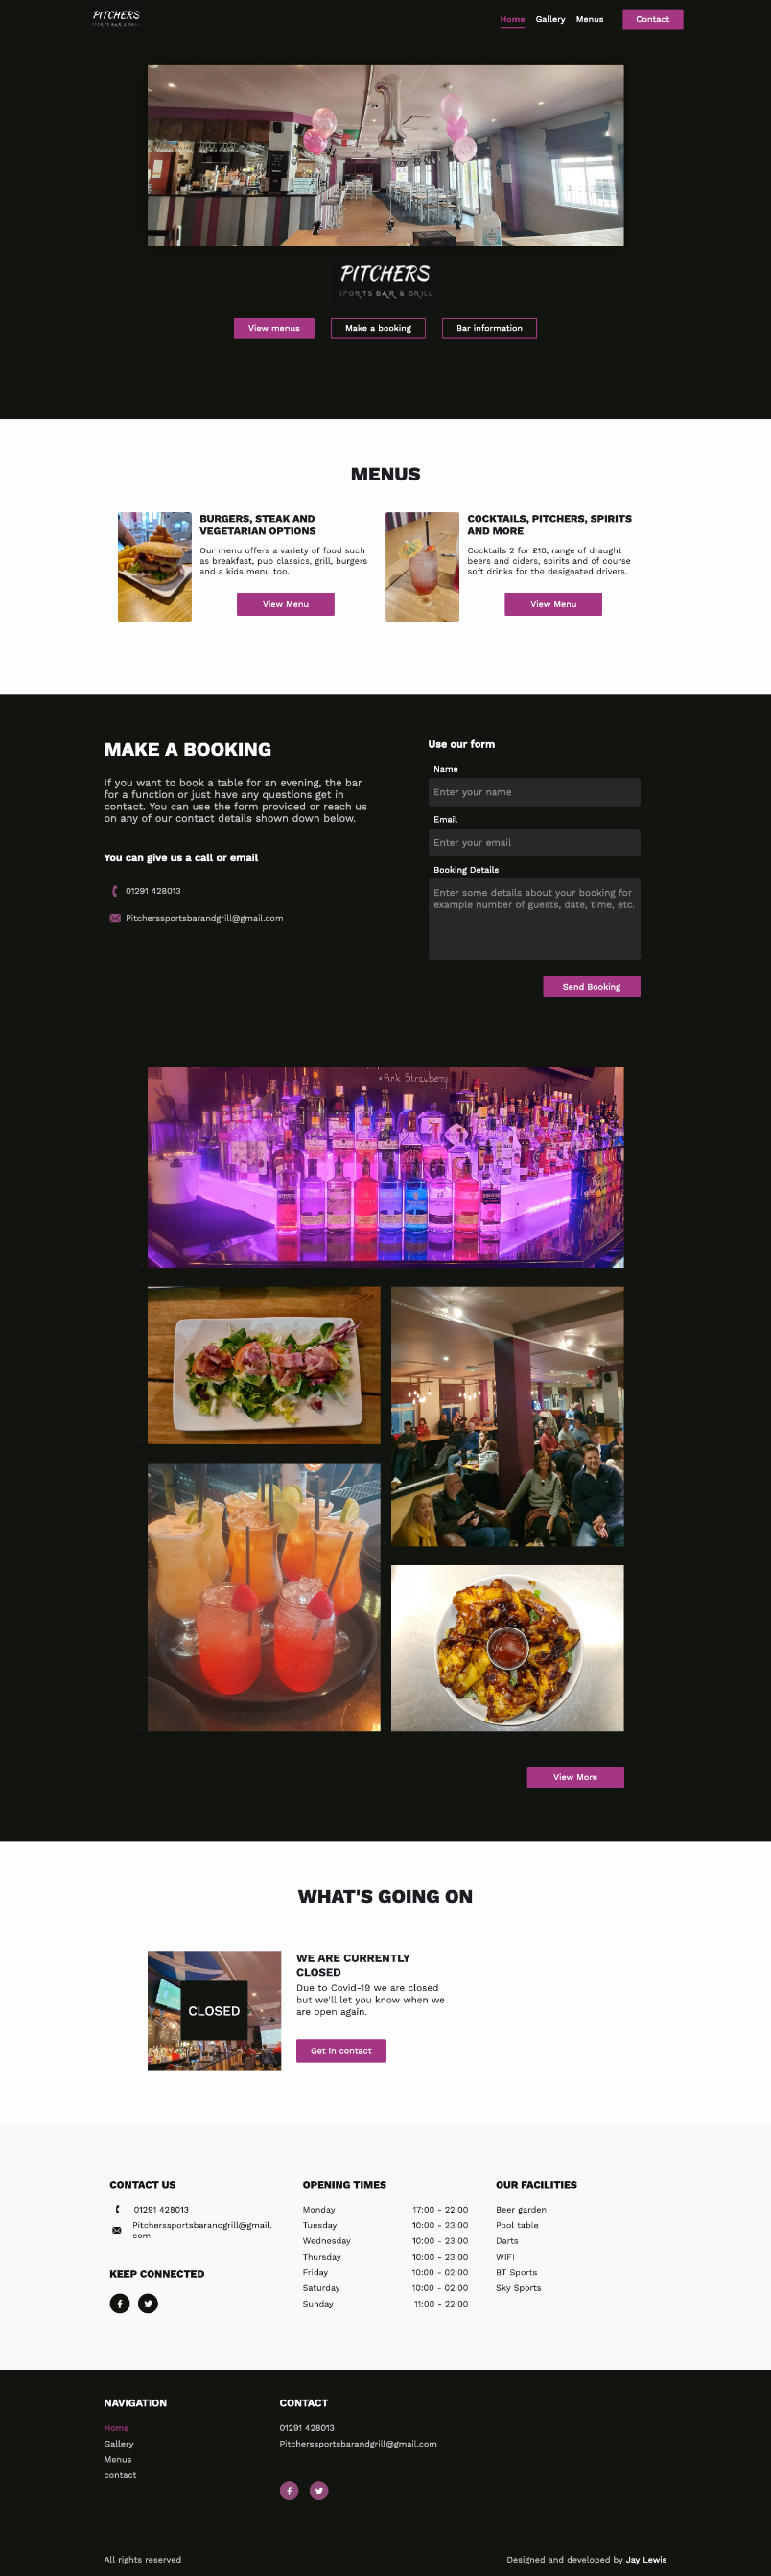 PITCHERS
SPORTS BAR & GRILL
Home Gallery Menus Contact
PITCHERS
SPORTS BAR & GRILL
View menus Make a booking Bar information
MENUS
BURGERS, STEAK AND
VEGETARIAN OPTIONS
Our menu offers a variety of food such
as breakfast, pub classics, grill, burgers
and a kids menu too.
View Menu
COCKTAILS, PITCHERS, SPIRITS
AND MORE
Cocktails 2 for £10, range of draught
beers and ciders, spirits and of course
soft drinks for the designated drivers.
View Menu
MAKE A BOOKING
If you want to book a table for an evening, the bar
for a function or just have any questions get in
contact. You can use the form provided or reach us
on any of our contact details shown down below.
You can give us a call or email
01291 428013
Pitcherssportsbarandgrill@gmail.com
Use our form
Name
Enter your name
Email
Enter your email
Booking Details
Enter some details about your booking for
example number of guests, date, time, etc.
Send Booking
Pink Strawberry
View More
WHAT'S GOING ON
CLOSED
WE ARE CURRENTLY
CLOSED
Due to Covid-19 we are closed
but we'll let you know when we
are open again.
Get in contact
CONTACT US
01291 428013
Pitcherssportsbarandgrill@gmail.
com
KEEP CONNECTED
OPENING TIMES
Monday 17:00 - 22:00
Tuesday 10:00 - 23:00
Wednesday 10:00 - 23:00
Thursday 10:00 - 23:00
Friday 10:00 - 02:00
Saturday 10:00 - 02:00
Sunday 11:00 - 22:00
OUR FACILITIES
Beer garden
Pool table
Darts
WIFI
BT Sports
Sky Sports
NAVIGATION
Home
Gallery
Menus
contact
CONTACT
01291 428013
Pitcherssportsbarandgrill@gmail.com
All rights reserved
Designed and developed by Jay Lewis